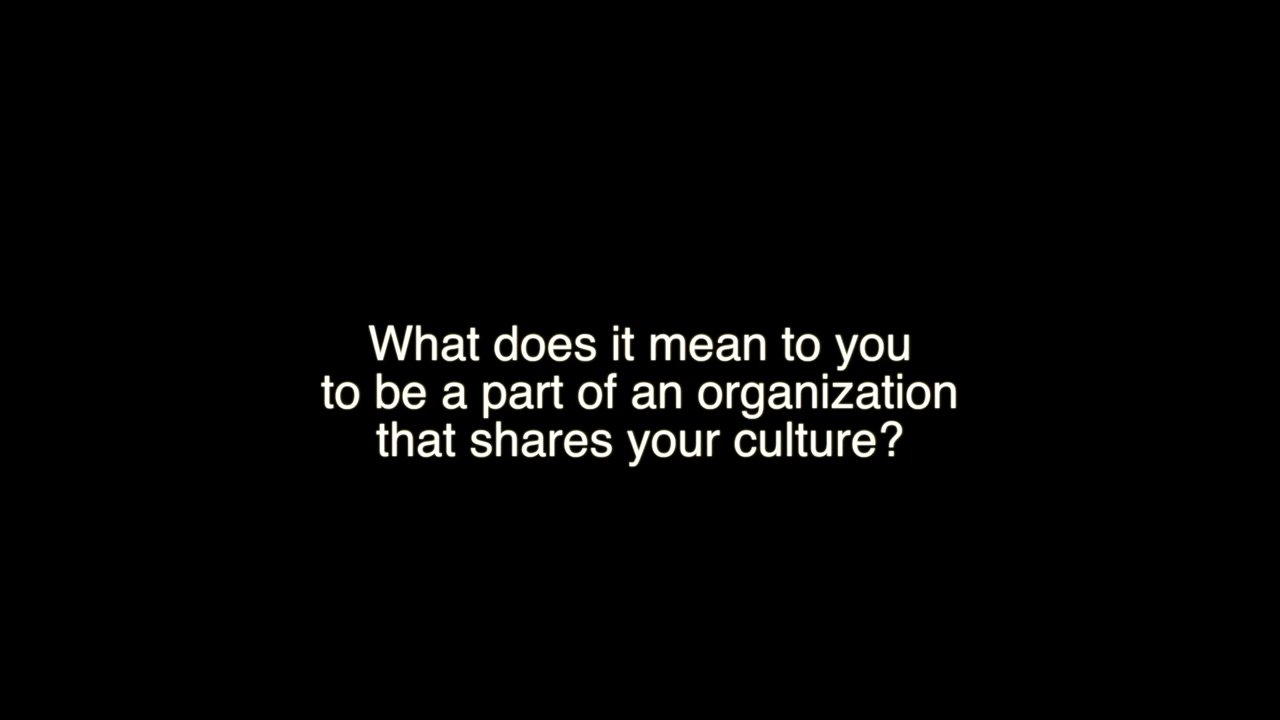 What does it mean to you
to be a part of an organization
that shares your culture?